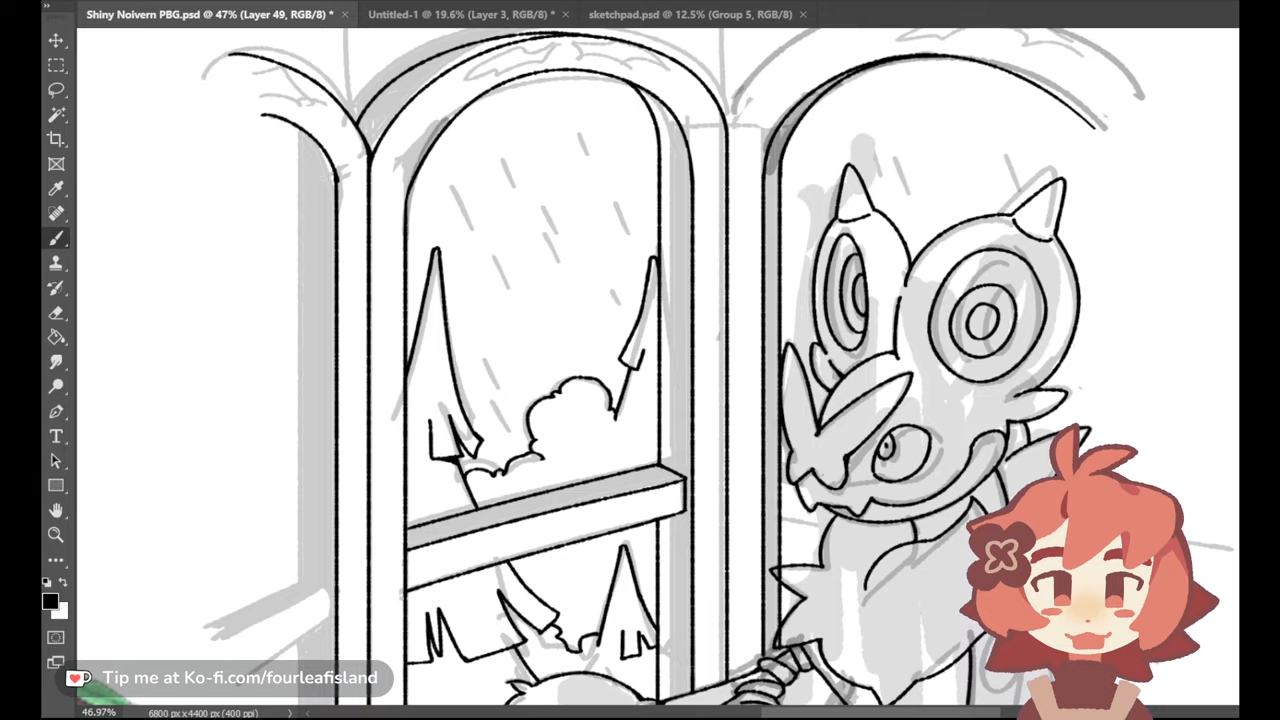 Shiny Noivern PBG.psd @ 47% (Layer 49, RGB/8) *
Untitled-1 @ 19.6% (Layer 3, RGB/8) *
sketchpad.psd @ 12.5% (Group 5, RGB/8)
Tip me at Ko-fi.com/fourleafisland
46.97%
6800 px x 4400 px (400 ppi)